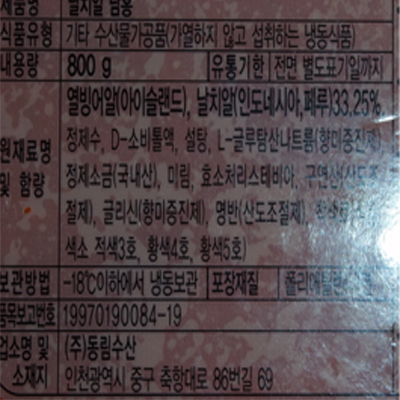 제품명 날치알 땀용
식품유형 기타 수산물가공품(가열하지 않고 섭취하는 냉동식품)
내용량 800 g 유통기한 전면 별도표기일까지
열빙어알(아이슬란드), 날치알(인도네시아,페루)33.25%
정제수, D-소비톨액, 설탕, L-글루탐산나트륨(향미증진제)
원재료명 정제소금(국내산), 미림, 효소처리스테비아, 구연산(산도조
및 함량 절제), 글리신(향미증진제), 명반(산도조절제),
색소 적색3호, 황색4호, 황색5호)
보관방법 -18℃이하에서 냉동보관 포장재질 폴리에틸렌
품목보고번호 19970190084-19
업소명 및 (주)동림수산
소재지 인천광역시 중구 축항대로 86번길 69